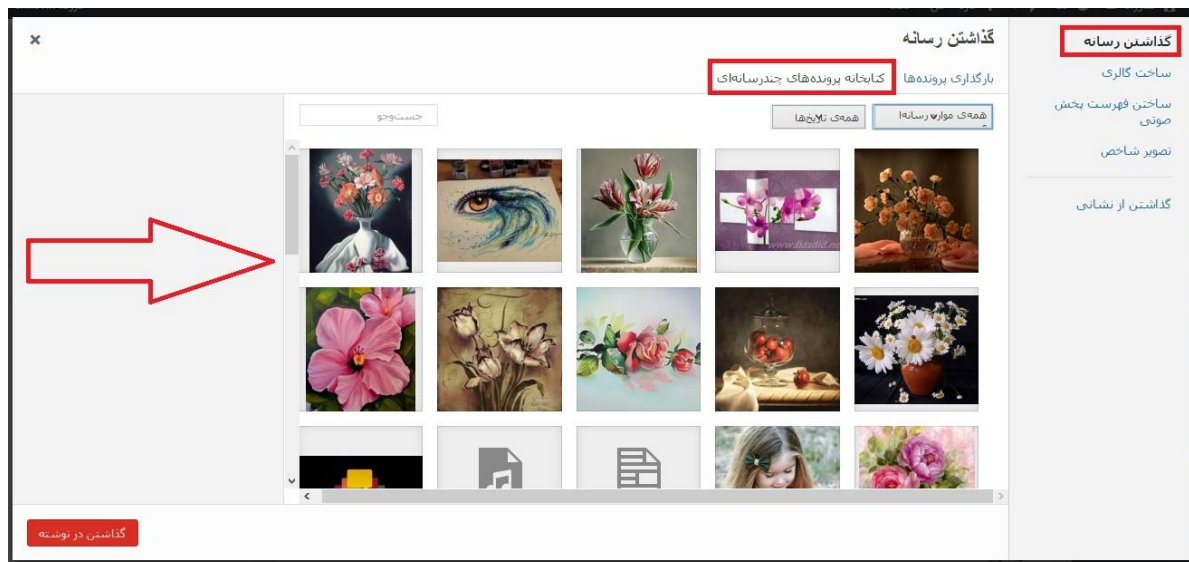 گذاشتن رسانه
ساخت گالری
ساختن فهرست پخش
صوتی
تصویر شاخص
گذاشتن از نشانی
گذاشتن رسانه
بارگذاری پرونده‌ها
کتابخانه پرونده‌های چندرسانه‌ای
همه‌ی موارد رسانه‌ا
همه‌ی تاریخ‌ها
جست‌وجو
گذاشتن در نوشته